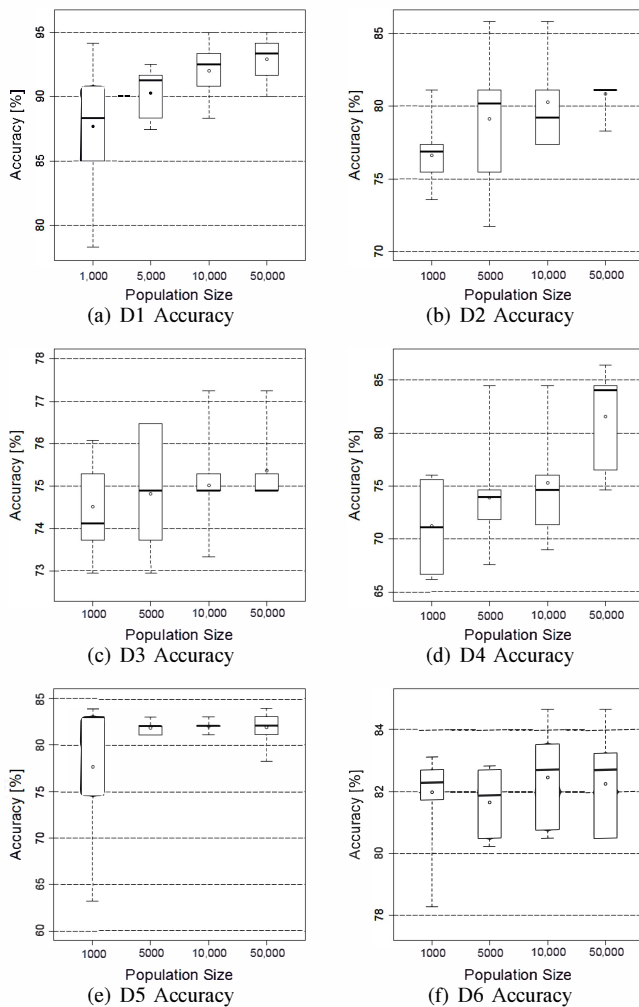 Accuracy [%]
95
90
85
80
1,000 5,000 10,000 50,000
Population Size
(a) D1 Accuracy
Accuracy [%]
85
80
75
70
1000 5000 10,000 50,000
Population Size
(b) D2 Accuracy
Accuracy [%]
78
77
76
75
74
73
1000 5000 10,000 50,000
Population Size
(c) D3 Accuracy
Accuracy [%]
85
80
75
70
65
1000 5000 10,000 50,000
Population Size
(d) D4 Accuracy
Accuracy [%]
85
80
75
70
65
60
1000 5000 10,000 50,000
Population Size
(e) D5 Accuracy
Accuracy [%]
84
82
80
78
1000 5000 10,000 50,000
Population Size
(f) D6 Accuracy